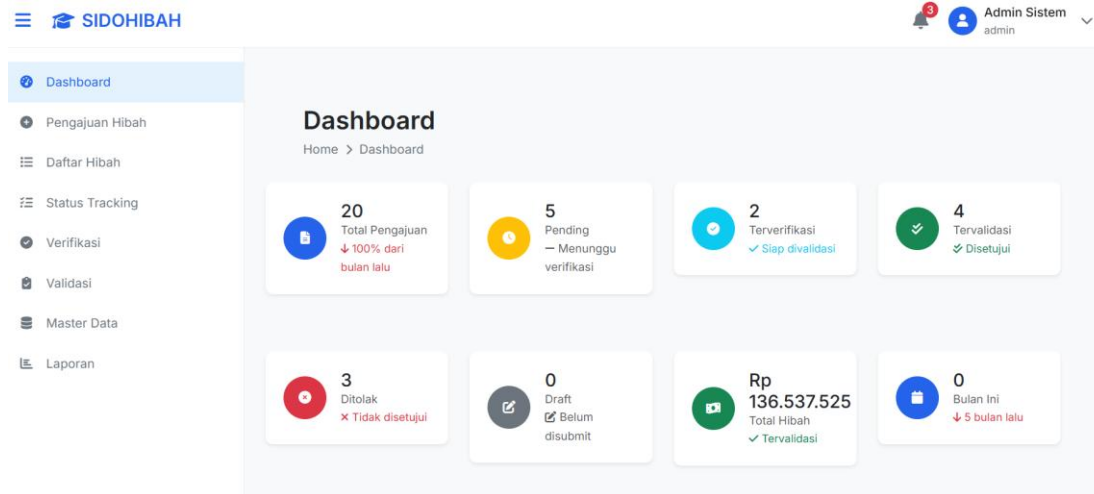 SIDOHIBAH
3
Admin Sistem
admin
Dashboard
Pengajuan Hibah
Daftar Hibah
Status Tracking
Verifikasi
Validasi
Master Data
Laporan
Dashboard
Home > Dashboard
20
Total Pengajuan
↓ 100% dari
bulan lalu
5
Pending
— Menunggu
verifikasi
2
Terverifikasi
✓ Siap divalidasi
4
Tervalidasi
Disetujui
3
Ditolak
× Tidak disetujui
0
Draft
Belum
disubmit
Rp
136.537.525
Total Hibah
✓ Tervalidasi
0
Bulan Ini
↓ 5 bulan lalu